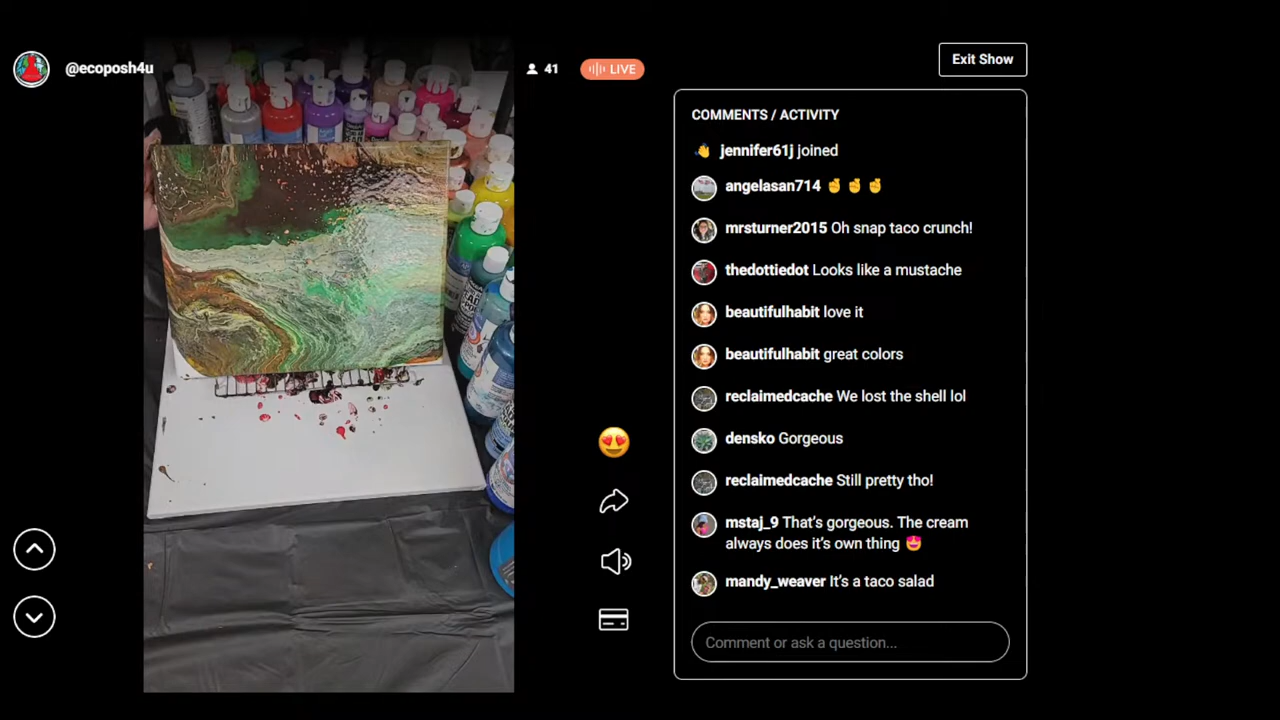 @ecoposh4u
41
LIVE
Exit Show
COMMENTS / ACTIVITY
👋 jennifer61j joined
angelasan714 🤞🤞🤞
mrsturner2015 Oh snap taco crunch!
thedottiedot Looks like a mustache
beautifulhabit love it
beautifulhabit great colors
reclaimedcache We lost the shell lol
densko Gorgeous
reclaimedcache Still pretty tho!
mstaj_9 That's gorgeous. The cream
always does it's own thing 😍
mandy_weaver It's a taco salad
Comment or ask a question...